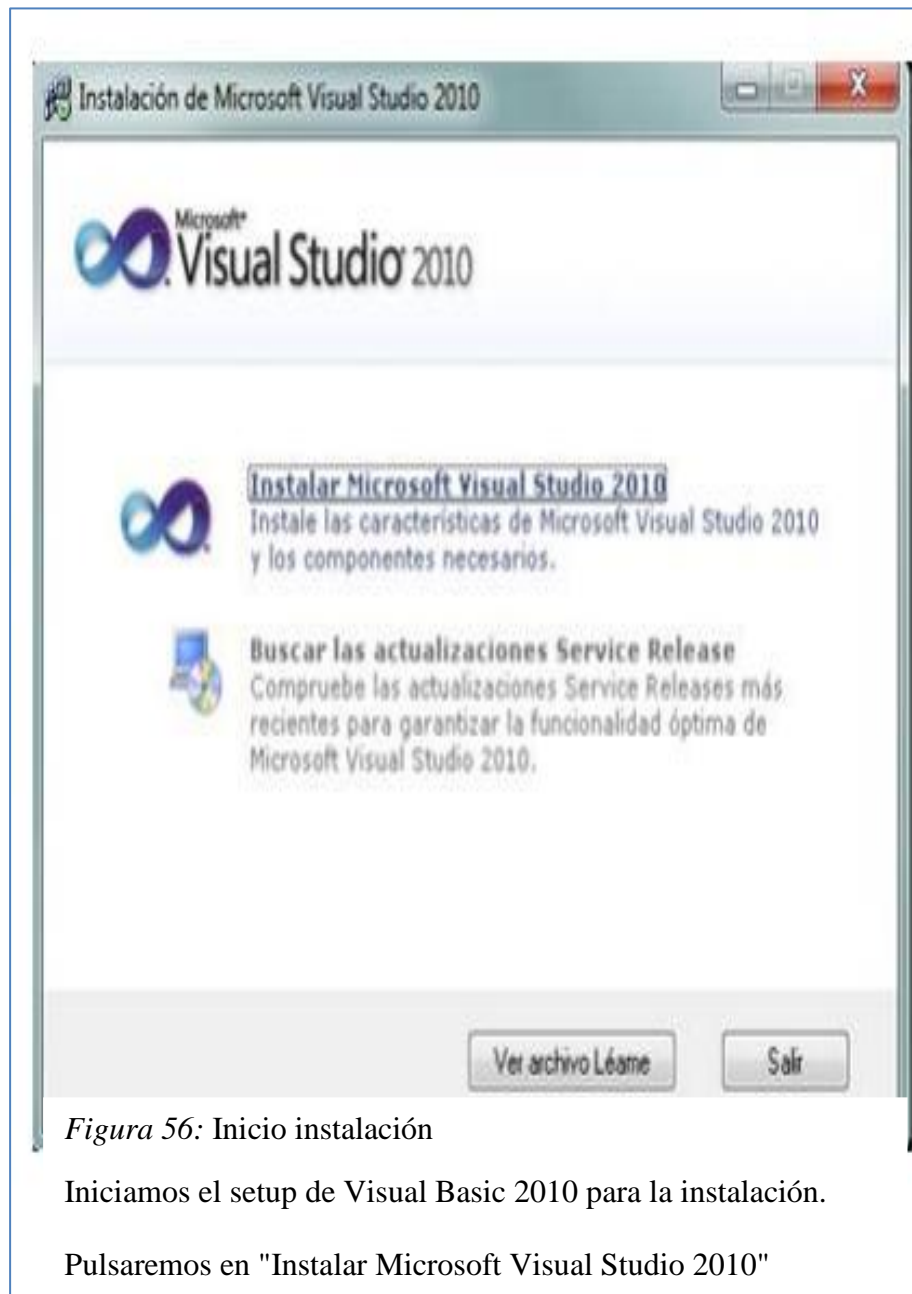 Instalación de Microsoft Visual Studio 2010
Microsoft®
Visual Studio 2010
Instalar Microsoft Visual Studio 2010
Instale las características de Microsoft Visual Studio 2010
y los componentes necesarios.
Buscar las actualizaciones Service Release
Compruebe las actualizaciones Service Releases más
recientes para garantizar la funcionalidad óptima de
Microsoft Visual Studio 2010.
Ver archivo Léame
Salir
Figura 56: Inicio instalación
Iniciamos el setup de Visual Basic 2010 para la instalación.
Pulsaremos en "Instalar Microsoft Visual Studio 2010"